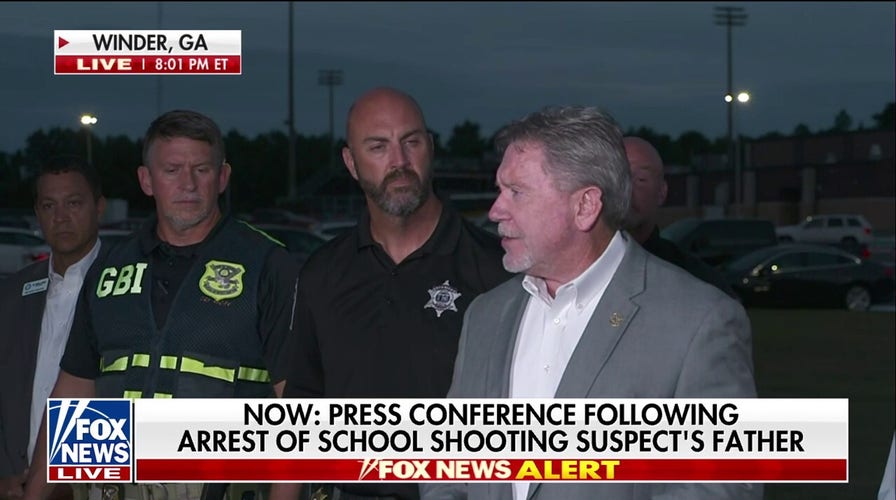 WINDER, GA
LIVE 8:01 PM ET
GBI
FOX
NEWS
LIVE
NOW: PRESS CONFERENCE FOLLOWING
ARREST OF SCHOOL SHOOTING SUSPECT'S FATHER
FOX NEWS ALERT